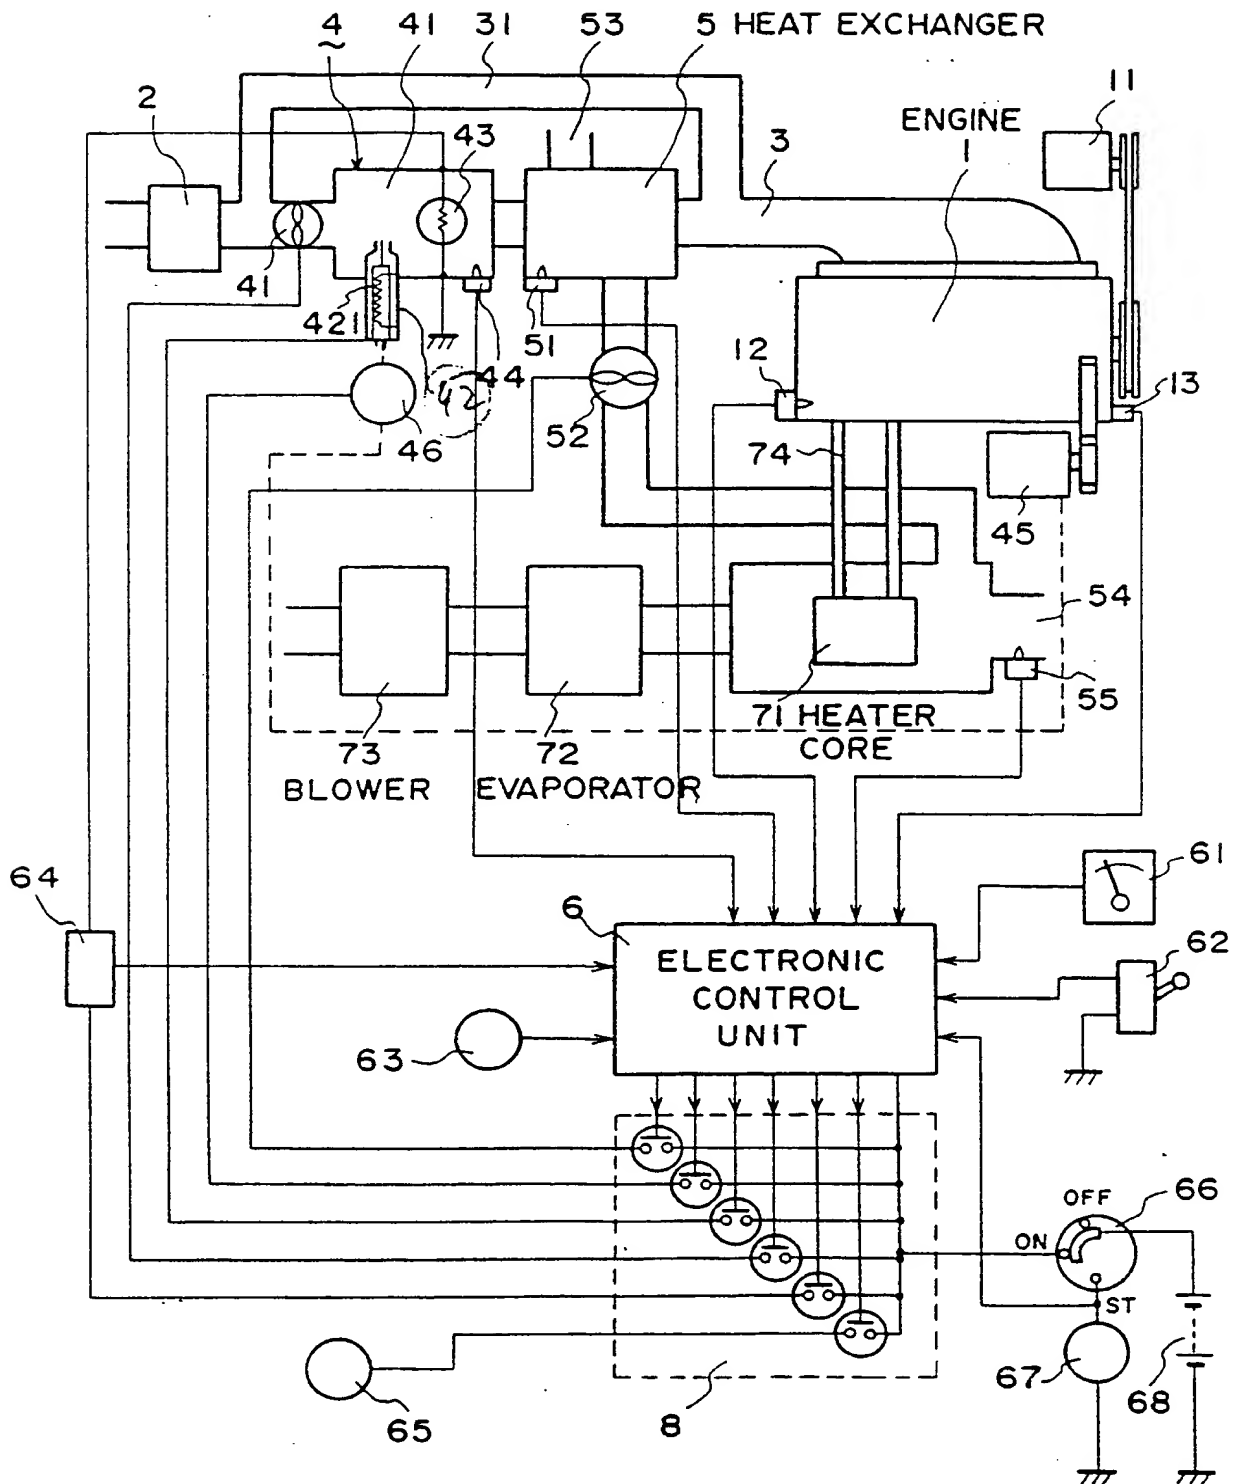 4 41 31 53 5 HEAT EXCHANGER
2
43
ENGINE
1
11
3
41
421
42
44
51
12
13
46
52
74
45
54
55
73
BLOWER
72
EVAPORATOR
71 HEATER
CORE
64
6
61
62
ELECTRONIC
CONTROL
UNIT
63
OFF
66
ON
ST
67
68
65
8